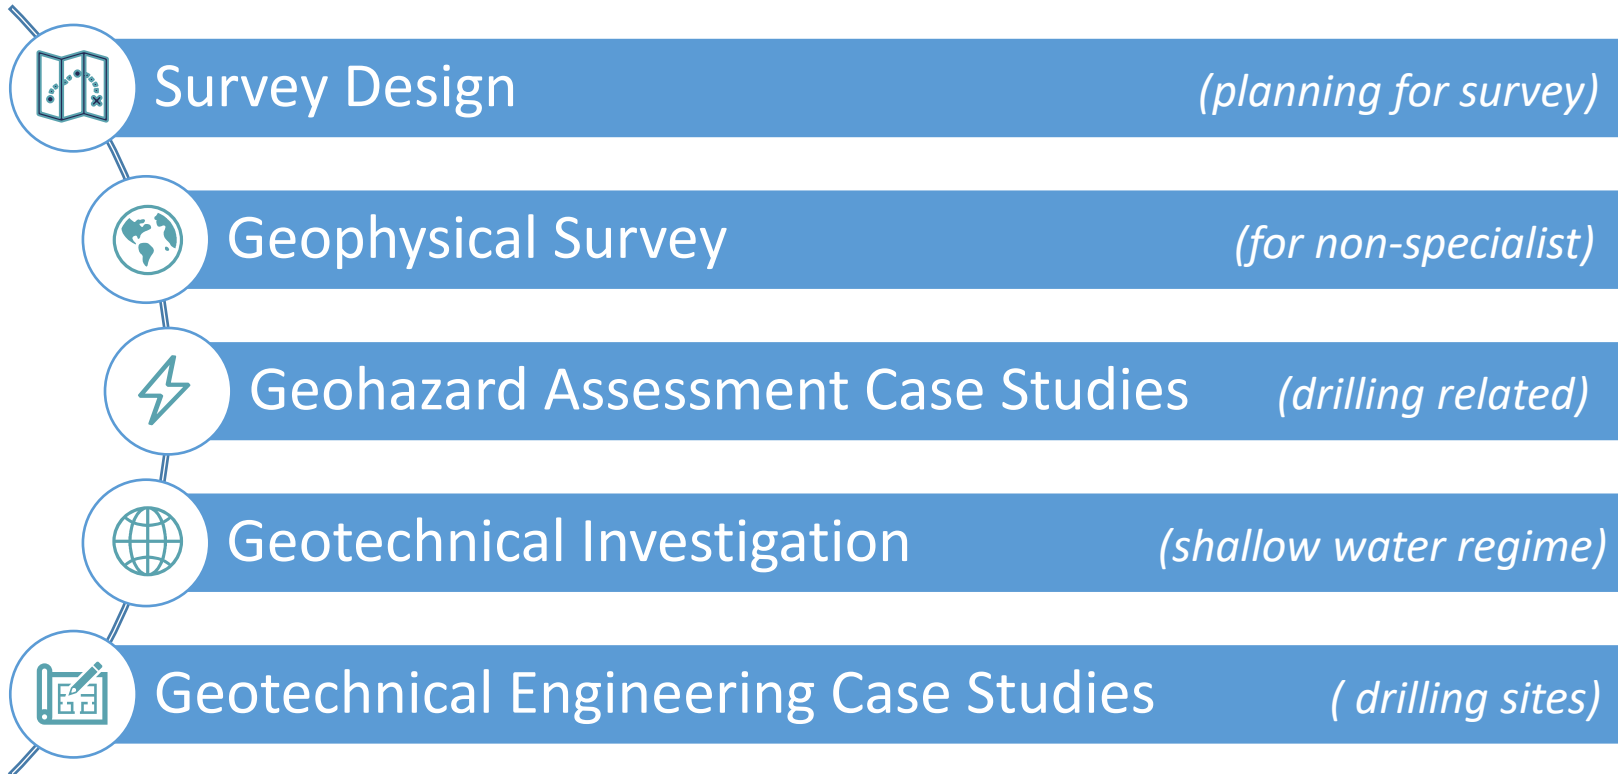 Survey Design (planning for survey)
Geophysical Survey (for non-specialist)
Geohazard Assessment Case Studies (drilling related)
Geotechnical Investigation (shallow water regime)
Geotechnical Engineering Case Studies ( drilling sites)